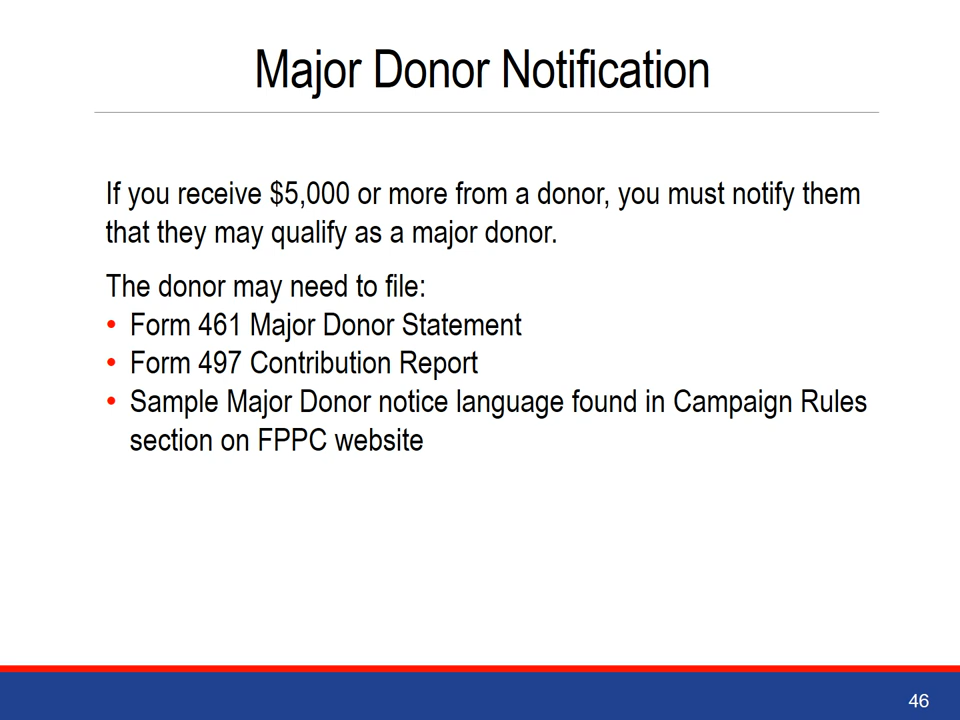 Major Donor Notification
If you receive $5,000 or more from a donor, you must notify them
that they may qualify as a major donor.
The donor may need to file:
• Form 461 Major Donor Statement
• Form 497 Contribution Report
• Sample Major Donor notice language found in Campaign Rules
section on FPPC website
46